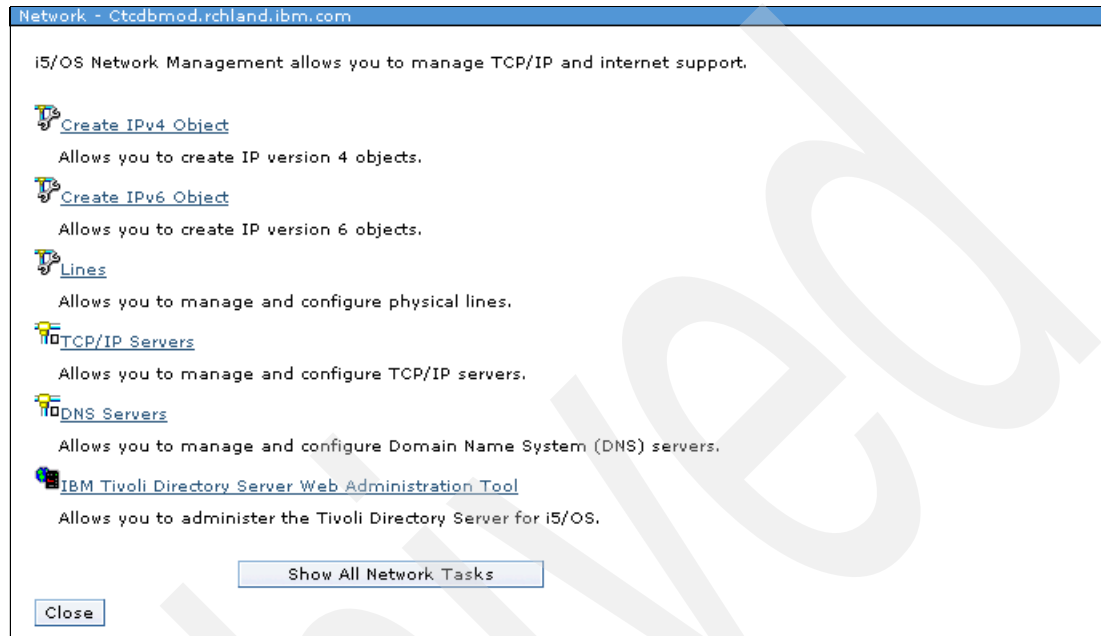 Network - Ctcdbmod.rchland.ibm.com
i5/OS Network Management allows you to manage TCP/IP and internet support.
Create IPv4 Object
Allows you to create IP version 4 objects.
Create IPv6 Object
Allows you to create IP version 6 objects.
Lines
Allows you to manage and configure physical lines.
TCP/IP Servers
Allows you to manage and configure TCP/IP servers.
DNS Servers
Allows you to manage and configure Domain Name System (DNS) servers.
IBM Tivoli Directory Server Web Administration Tool
Allows you to administer the Tivoli Directory Server for i5/OS.
Show All Network Tasks
Close